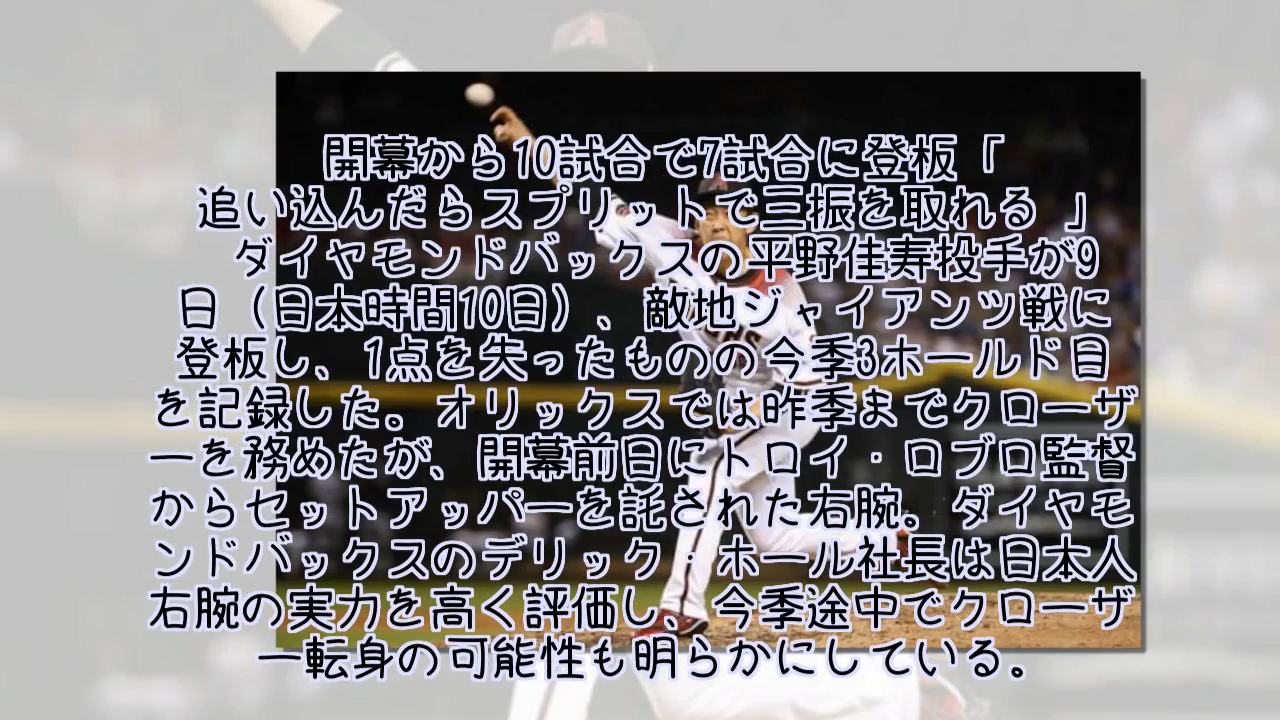 開幕から10試合で7試合に登板「
追い込んだらスプリットで三振を取れる 」
ダイヤモンドバックスの平野佳寿投手が9
日（日本時間10日）、敵地ジャイアンツ戦に
登板し、1点を失ったものの今季3ホールド目
を記録した。オリックスでは昨季までクローザ
ーを務めたが、開幕前日にトロイ・ロブロ監督
からセットアッパーを託された右腕。ダイヤモ
ンドバックスのデリック・ホール社長は日本人
右腕の実力を高く評価し、今季途中でクローザ
ー転身の可能性も明らかにしている。